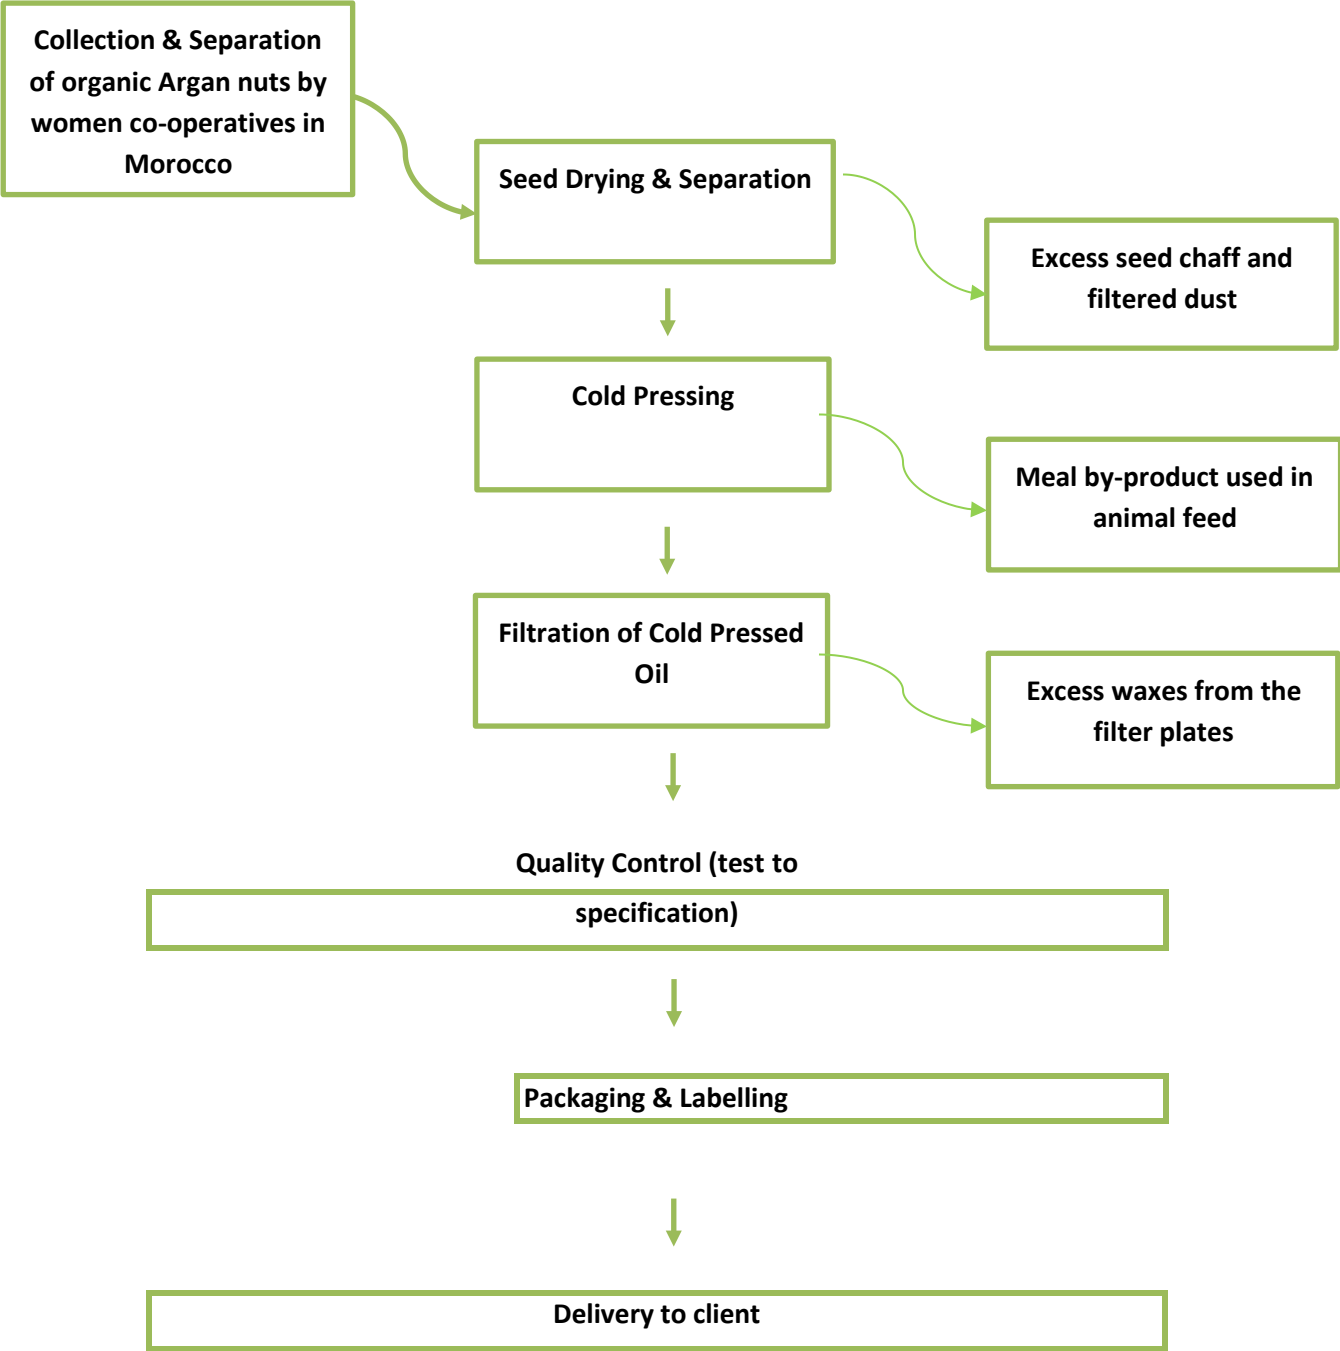 Collection & Separation
of organic Argan nuts by
women co-operatives in
Morocco
Seed Drying & Separation
Excess seed chaff and
filtered dust
Cold Pressing
Meal by-product used in
animal feed
Filtration of Cold Pressed
Oil
Excess waxes from the
filter plates
Quality Control (test to
specification)
Packaging & Labelling
Delivery to client